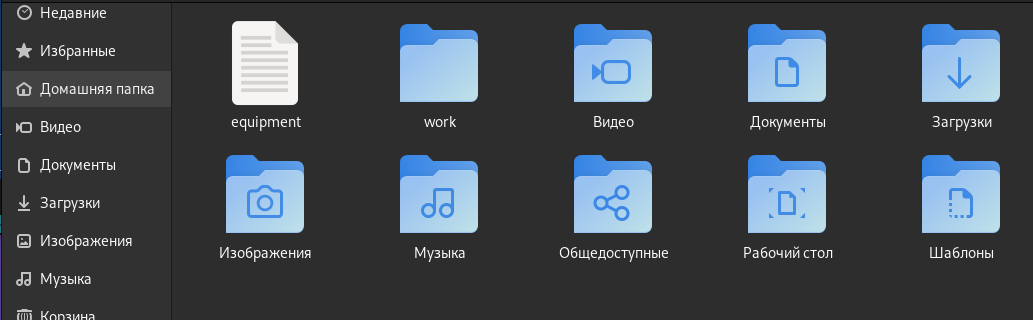 Недавние
Избранные
Домашняя папка
Видео
Документы
Загрузки
Изображения
Музыка
Корзина
equipment
work
Видео
Документы
Загрузки
Изображения
Музыка
Общедоступные
Рабочий стол
Шаблоны